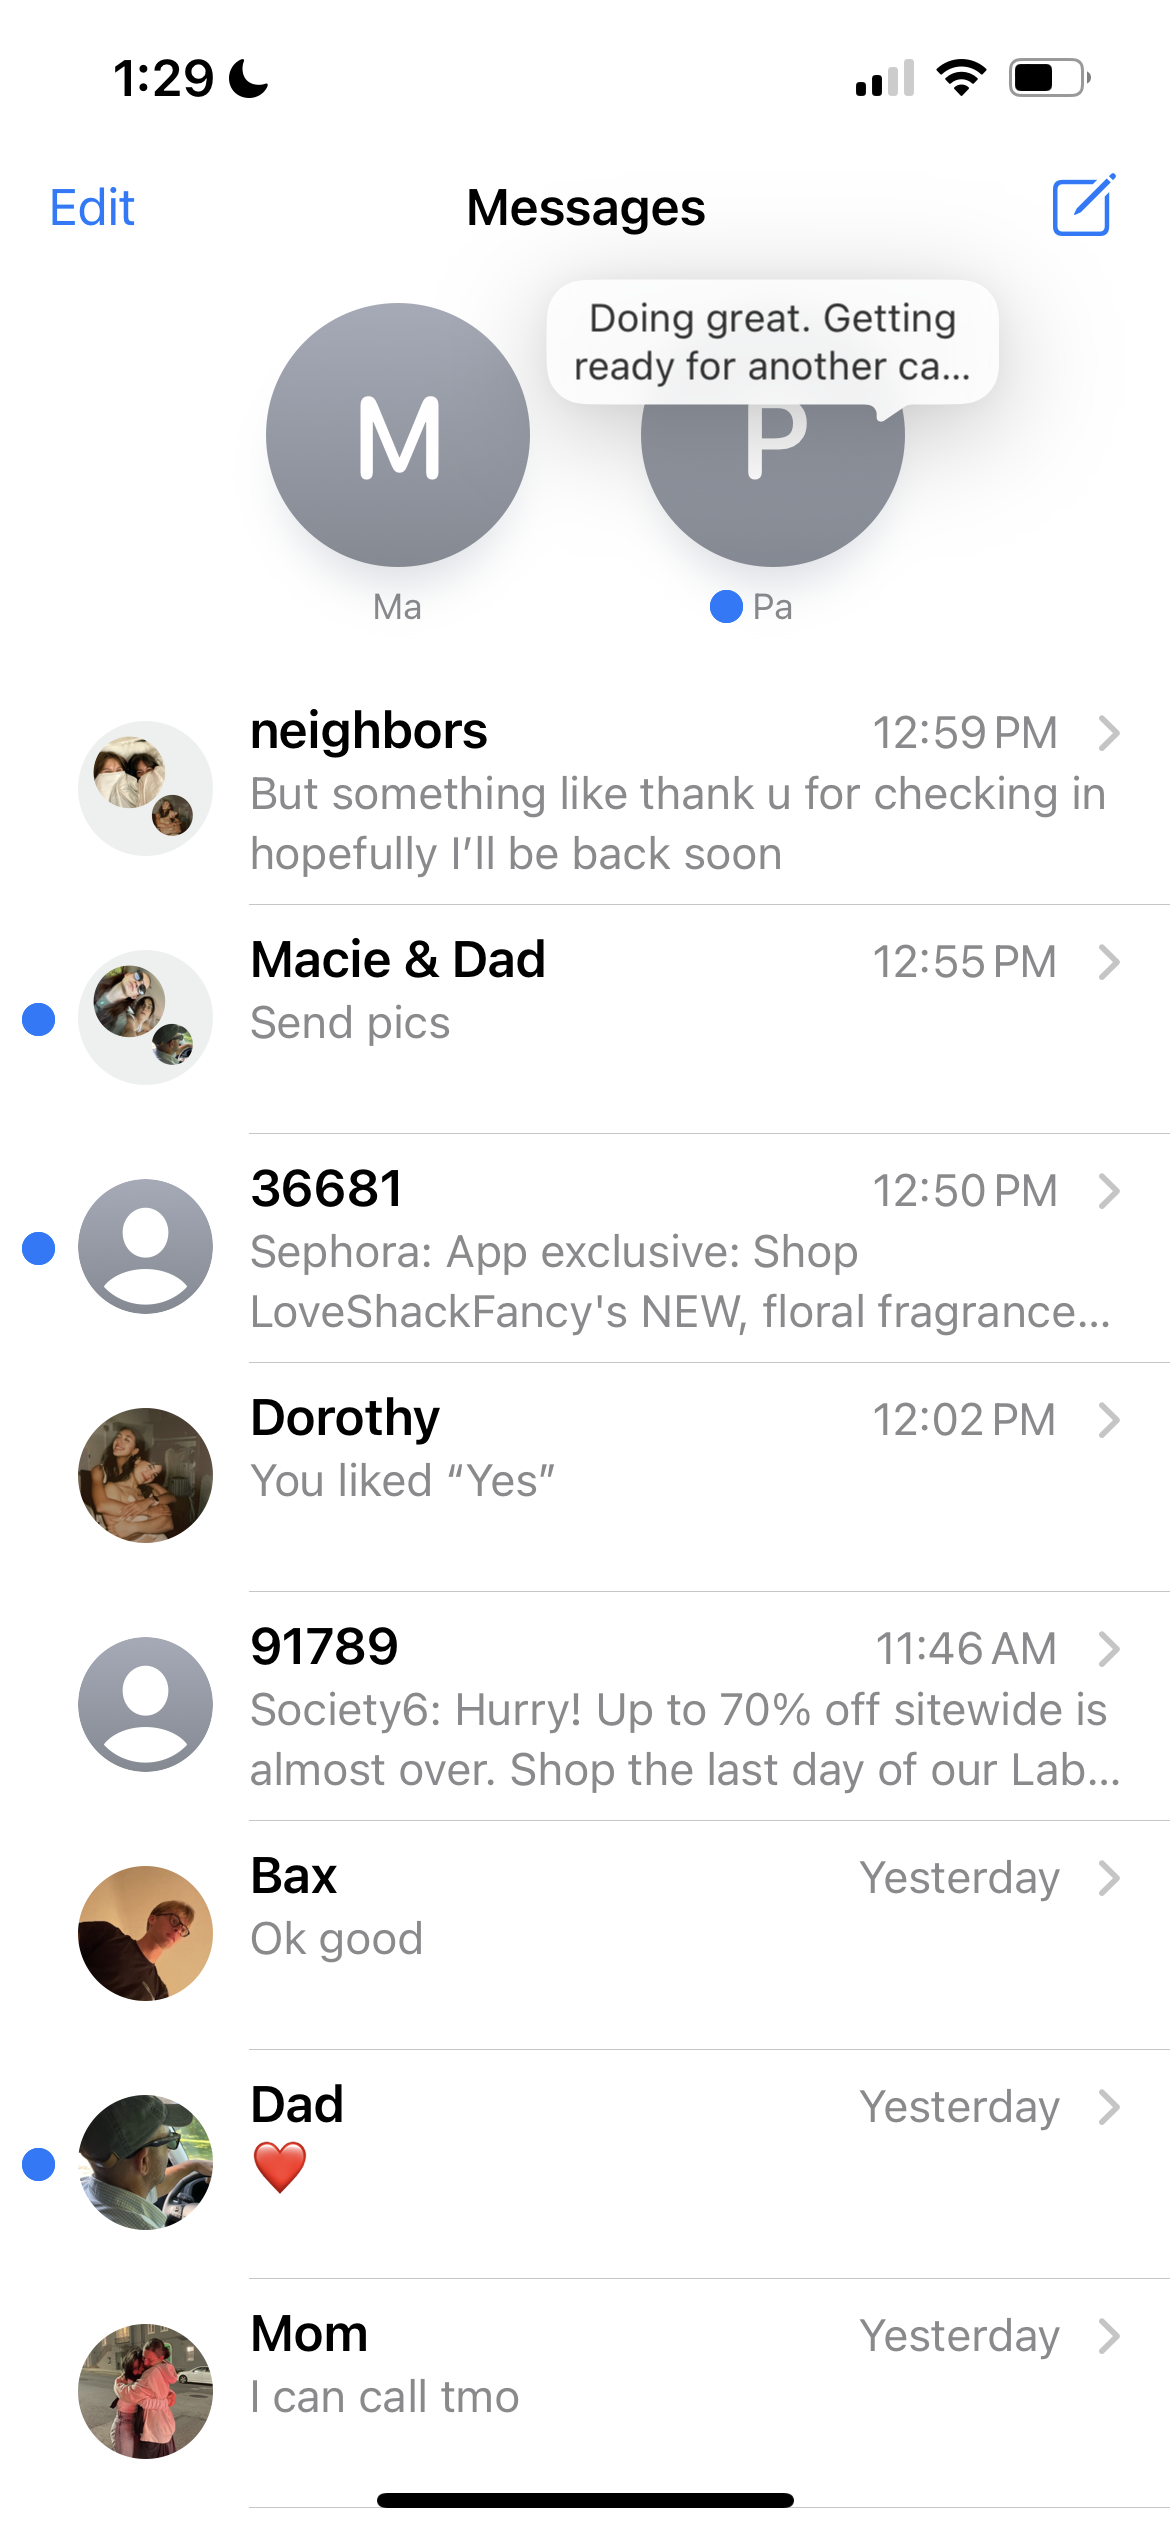 1:29
Edit
Messages
Doing great. Getting
ready for another ca...
M
P
Ma
Pa
neighbors
12:59 PM
But something like thank u for checking in
hopefully I’ll be back soon
Macie & Dad
12:55 PM
Send pics
36681
12:50 PM
Sephora: App exclusive: Shop
LoveShackFancy's NEW, floral fragrance...
Dorothy
12:02 PM
You liked “Yes”
91789
11:46 AM
Society6: Hurry! Up to 70% off sitewide is
almost over. Shop the last day of our Lab...
Bax
Yesterday
Ok good
Dad
Yesterday
❤️
Mom
Yesterday
I can call tmo